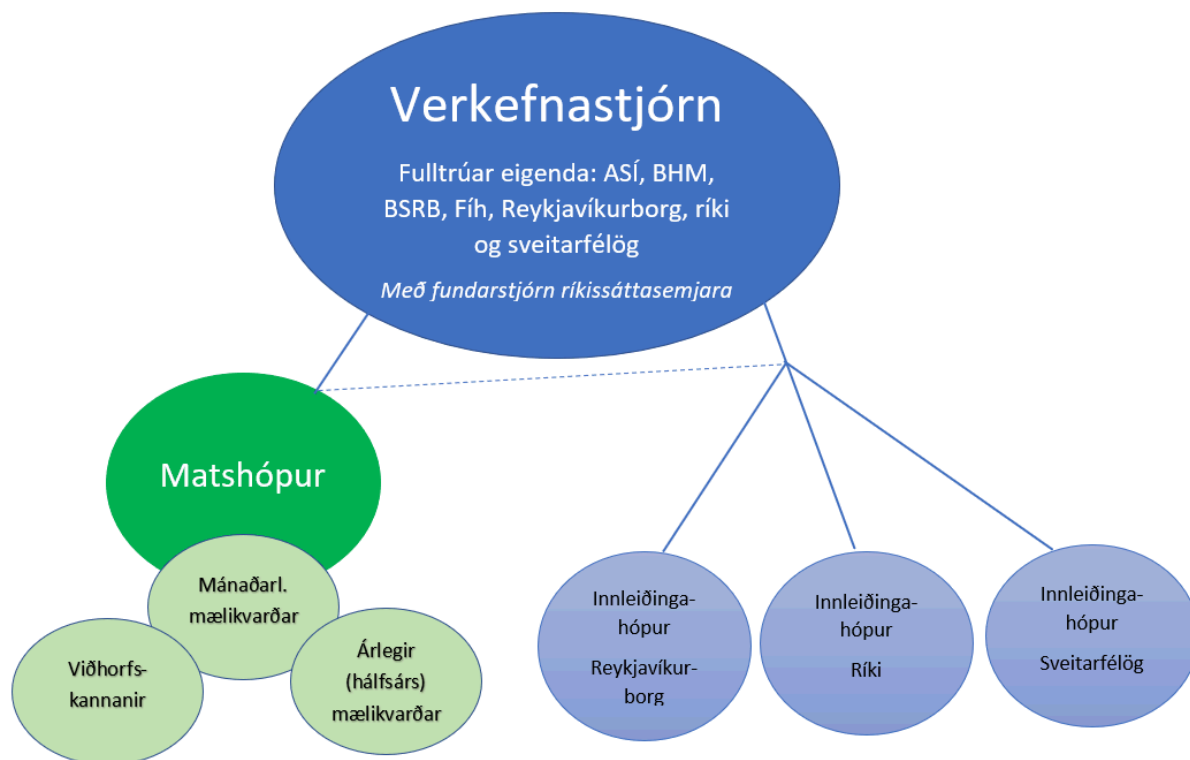 Verkefnastjórn
Fulltrúar eigenda: ASÍ, BHM,
BSRB, Fíh, Reykjavíkurborg, ríki
og sveitarfélög
Með fundarstjórn ríkissáttasemjara
Matshópur
Mánaðarl.
mælikvarðar
Viðhorfs-
kannanir
Árlegir
(hálfsárs)
mælikvarðar
Innleiðinga-
hópur
Reykjavíkur-
borg
Innleiðinga-
hópur
Ríki
Innleiðinga-
hópur
Sveitarfélög